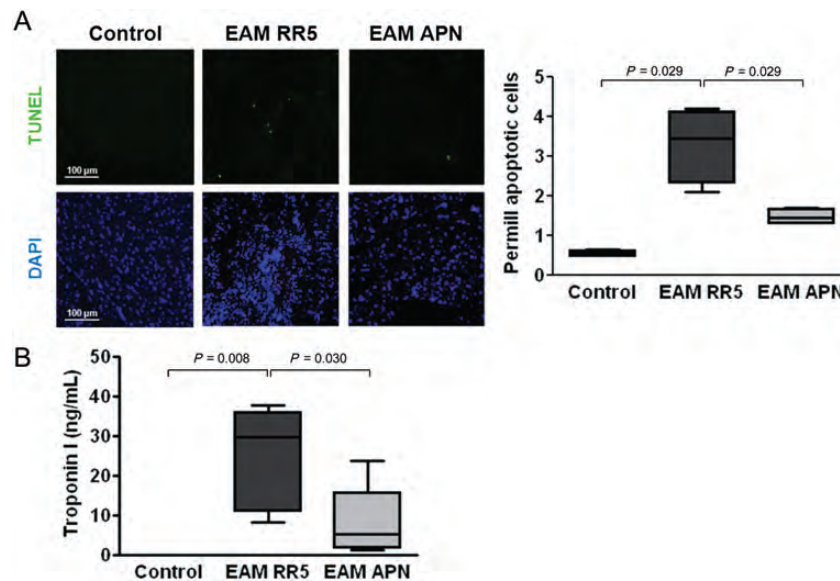 A
Control EAM RR5 EAM APN
TUNEL
100 µm
DAPI
100 µm
Permill apoptotic cells
5
4
3
2
1
0
P = 0.029 P = 0.029
Control EAM RR5 EAM APN
B
Troponin I (ng/mL)
50
40
30
20
10
0
P = 0.008 P = 0.030
Control EAM RR5 EAM APN